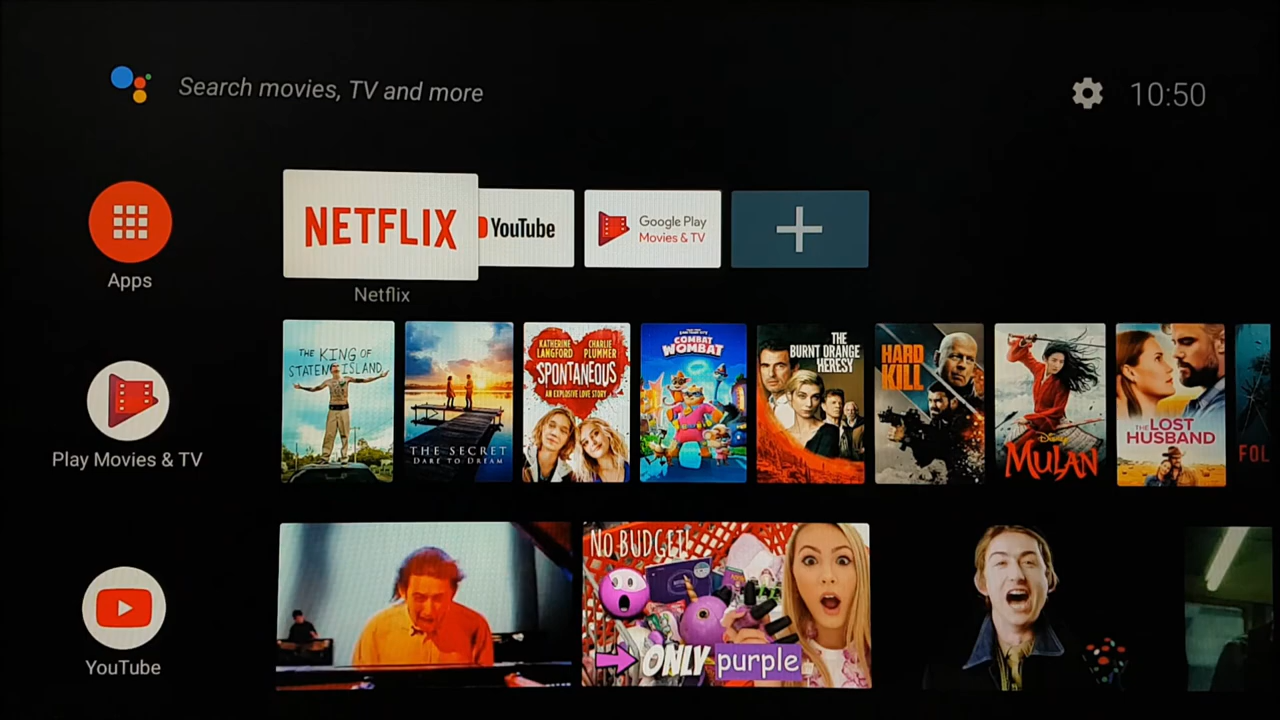 Search movies, TV and more
10:50
NETFLIX
YouTube
Google Play
Movies & TV
Apps
Netflix
THE KING OF
STATEN ISLAND
THE SECRET
DARE TO DREAM
KATHERINE
LANGFORD
CHARLIE
PLUMMER
SPONTANEOUS
AN EXPLOSIVE LOVE STORY
COMBAT
WOMBAT
THE
BURNT ORANGE
HERESY
HARD
KILL
Disney
MULAN
THE LOST
HUSBAND
FOL
Play Movies & TV
NO BUDGET!
ONLY purple
YouTube